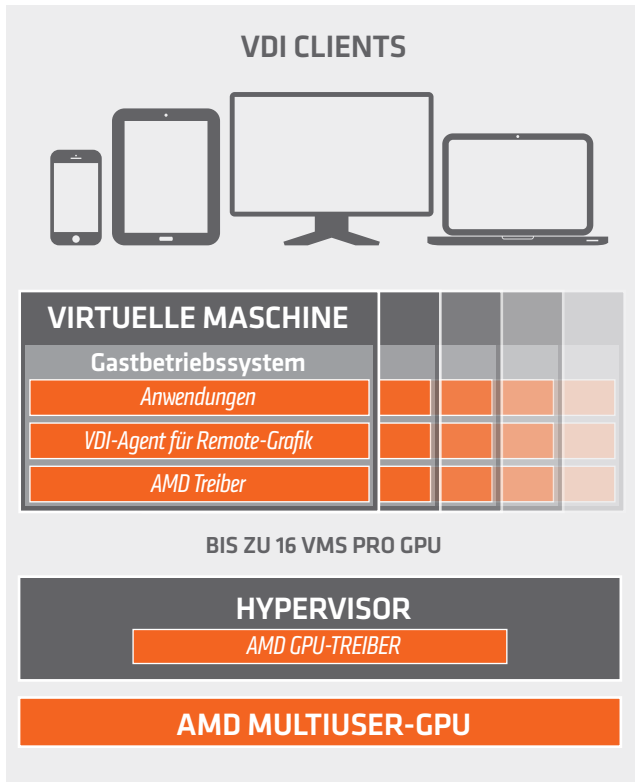 VDI CLIENTS
VIRTUELLE MASCHINE
Gastbetriebssystem
Anwendungen
VDI-Agent für Remote-Grafik
AMD Treiber
BIS ZU 16 VMS PRO GPU
HYPERVISOR
AMD GPU-TREIBER
AMD MULTIUSER-GPU